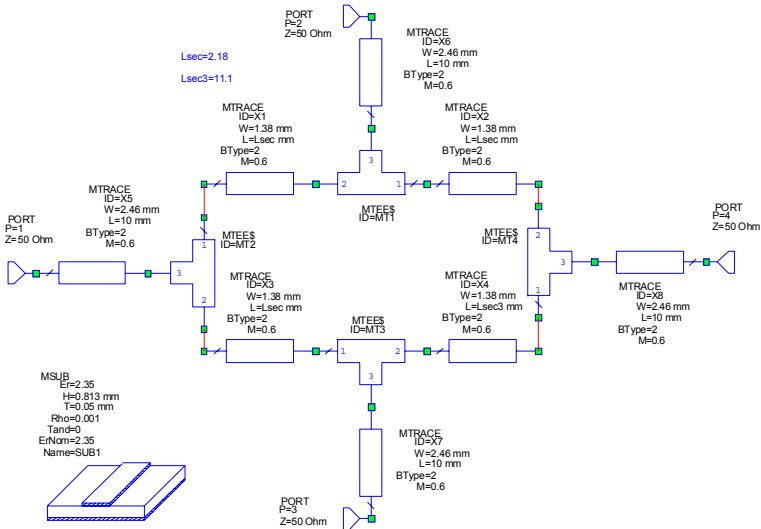 PORT
P=2
Z=50 Ohm
Lsec=2.18
Lsec3=11.1
MTRACE
ID=X6
W=2.46 mm
L=10 mm
BType=2
M=0.6
MTRACE
ID=X1
W=1.38 mm
L=Lsec mm
BType=2
M=0.6
MTRACE
ID=X2
W=1.38 mm
L=Lsec mm
BType=2
M=0.6
3
2
1
MTEE$
ID=MT1
MTRACE
ID=X5
W=2.46 mm
L=10 mm
BType=2
M=0.6
PORT
P=1
Z=50 Ohm
MTEE$
ID=MT2
1
3
2
MTEE$
ID=MT4
2
3
1
PORT
P=4
Z=50 Ohm
MTRACE
ID=X3
W=1.38 mm
L=Lsec mm
BType=2
M=0.6
MTEE$
ID=MT3
1
2
3
MTRACE
ID=X4
W=1.38 mm
L=Lsec3 mm
BType=2
M=0.6
MTRACE
ID=X8
W=2.46 mm
L=10 mm
BType=2
M=0.6
MSUB
Er=2.35
H=0.813 mm
T=0.05 mm
Rho=0.001
Tand=0
ErNom=2.35
Name=SUB1
MTRACE
ID=X7
W=2.46 mm
L=10 mm
BType=2
M=0.6
PORT
P=3
Z=50 Ohm